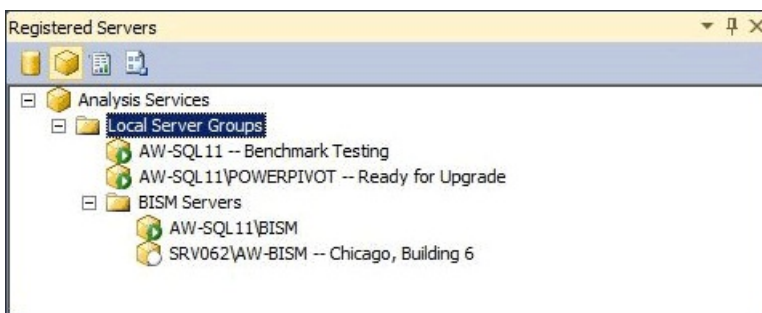 Registered Servers
Analysis Services
Local Server Groups
AW-SQL11 -- Benchmark Testing
AW-SQL11\POWERPIVOT -- Ready for Upgrade
BISM Servers
AW-SQL11\BISM
SRV062\AW-BISM -- Chicago, Building 6